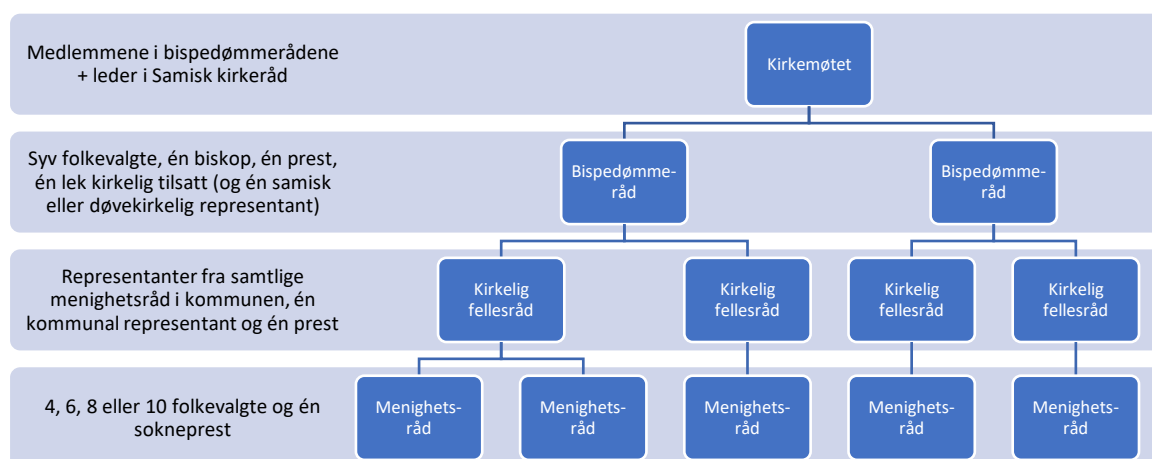 Medlemmene i bispedømmerådene
+ leder i Samisk kirkeråd
Kirkemøtet
Syv folkevalgte, én biskop, én prest,
én lek kirkelig tilsatt (og én samisk
eller døvekirkelig representant)
Bispedømme-
råd
Bispedømme-
råd
Representanter fra samtlige
menighetsråd i kommunen, én
kommunal representant og én prest
Kirkelig
fellesråd
Kirkelig
fellesråd
Kirkelig
fellesråd
Kirkelig
fellesråd
4, 6, 8 eller 10 folkevalgte og én
sokneprest
Menighets-
råd
Menighets-
råd
Menighets-
råd
Menighets-
råd
Menighets-
råd